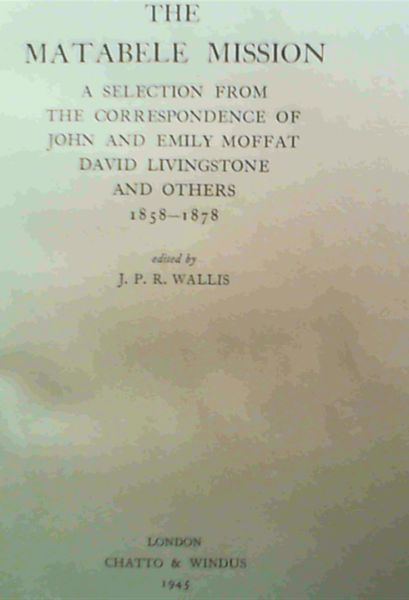 THE
MATABELE MISSION
A SELECTION FROM
THE CORRESPONDENCE OF
JOHN AND EMILY MOFFAT
DAVID LIVINGSTONE
AND OTHERS
1858–1878
edited by
J. P. R. WALLIS
LONDON
CHATTO & WINDUS
1945